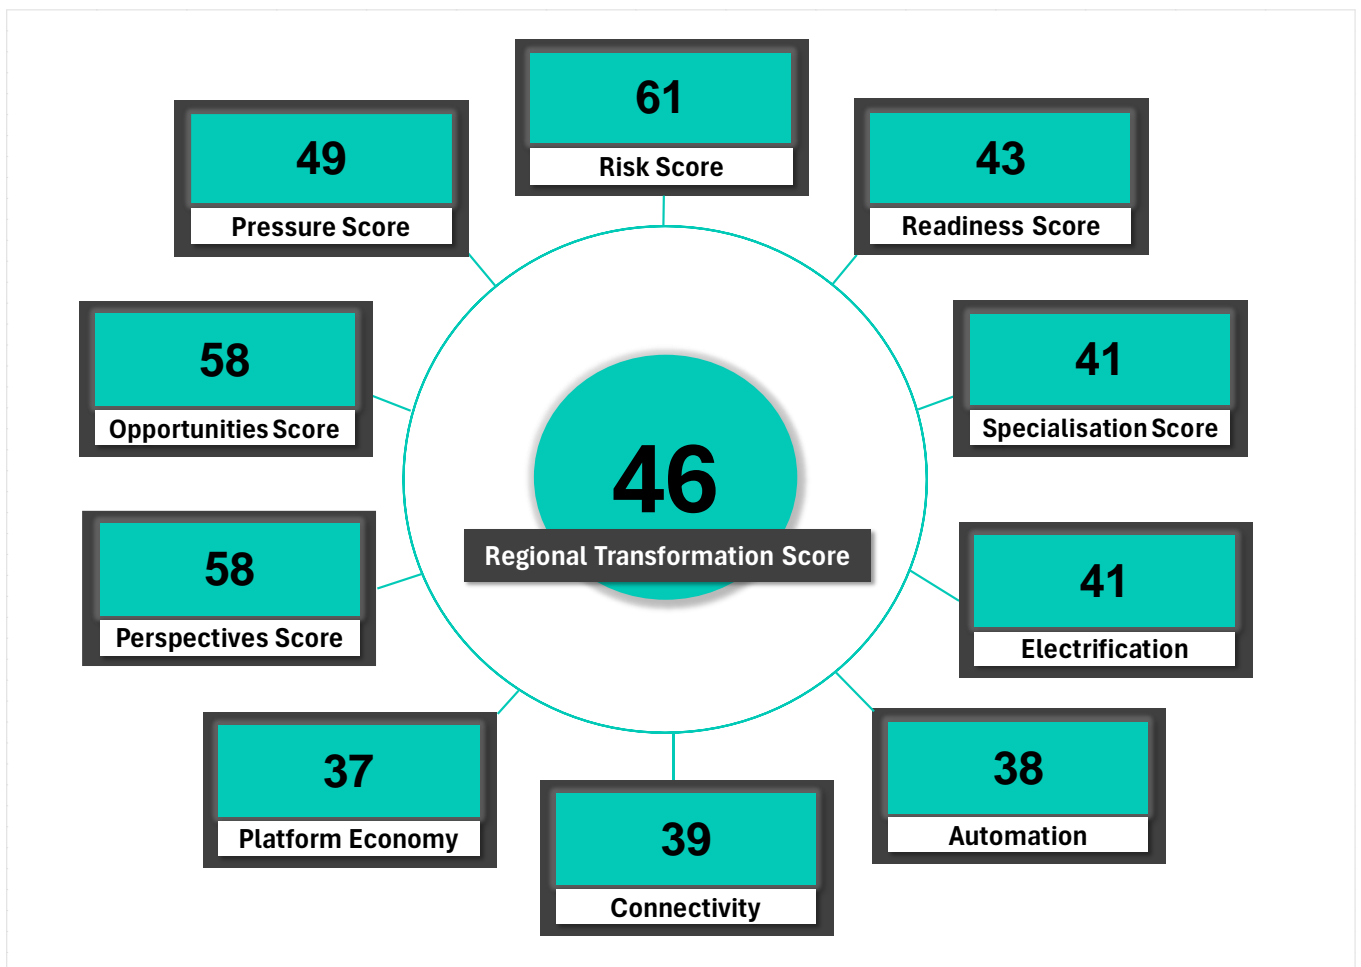 61
Risk Score
49
Pressure Score
43
Readiness Score
58
Opportunities Score
41
Specialisation Score
46
Regional Transformation Score
58
Perspectives Score
41
Electrification
37
Platform Economy
38
Automation
39
Connectivity